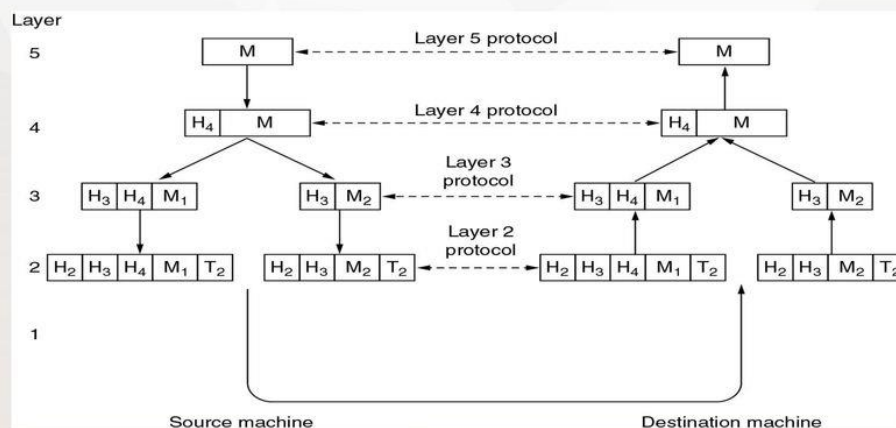 Layer
5 M Layer 5 protocol M
4 H₄ M Layer 4 protocol H₄ M
Layer 3
protocol
3 H₃ H₄ M₁ H₃ M₂ H₃ H₄ M₁ H₃ M₂
Layer 2
protocol
2 H₂ H₃ H₄ M₁ T₂ H₂ H₃ M₂ T₂ H₂ H₃ H₄ M₁ T₂ H₂ H₃ M₂ T₂
1
Source machine Destination machine